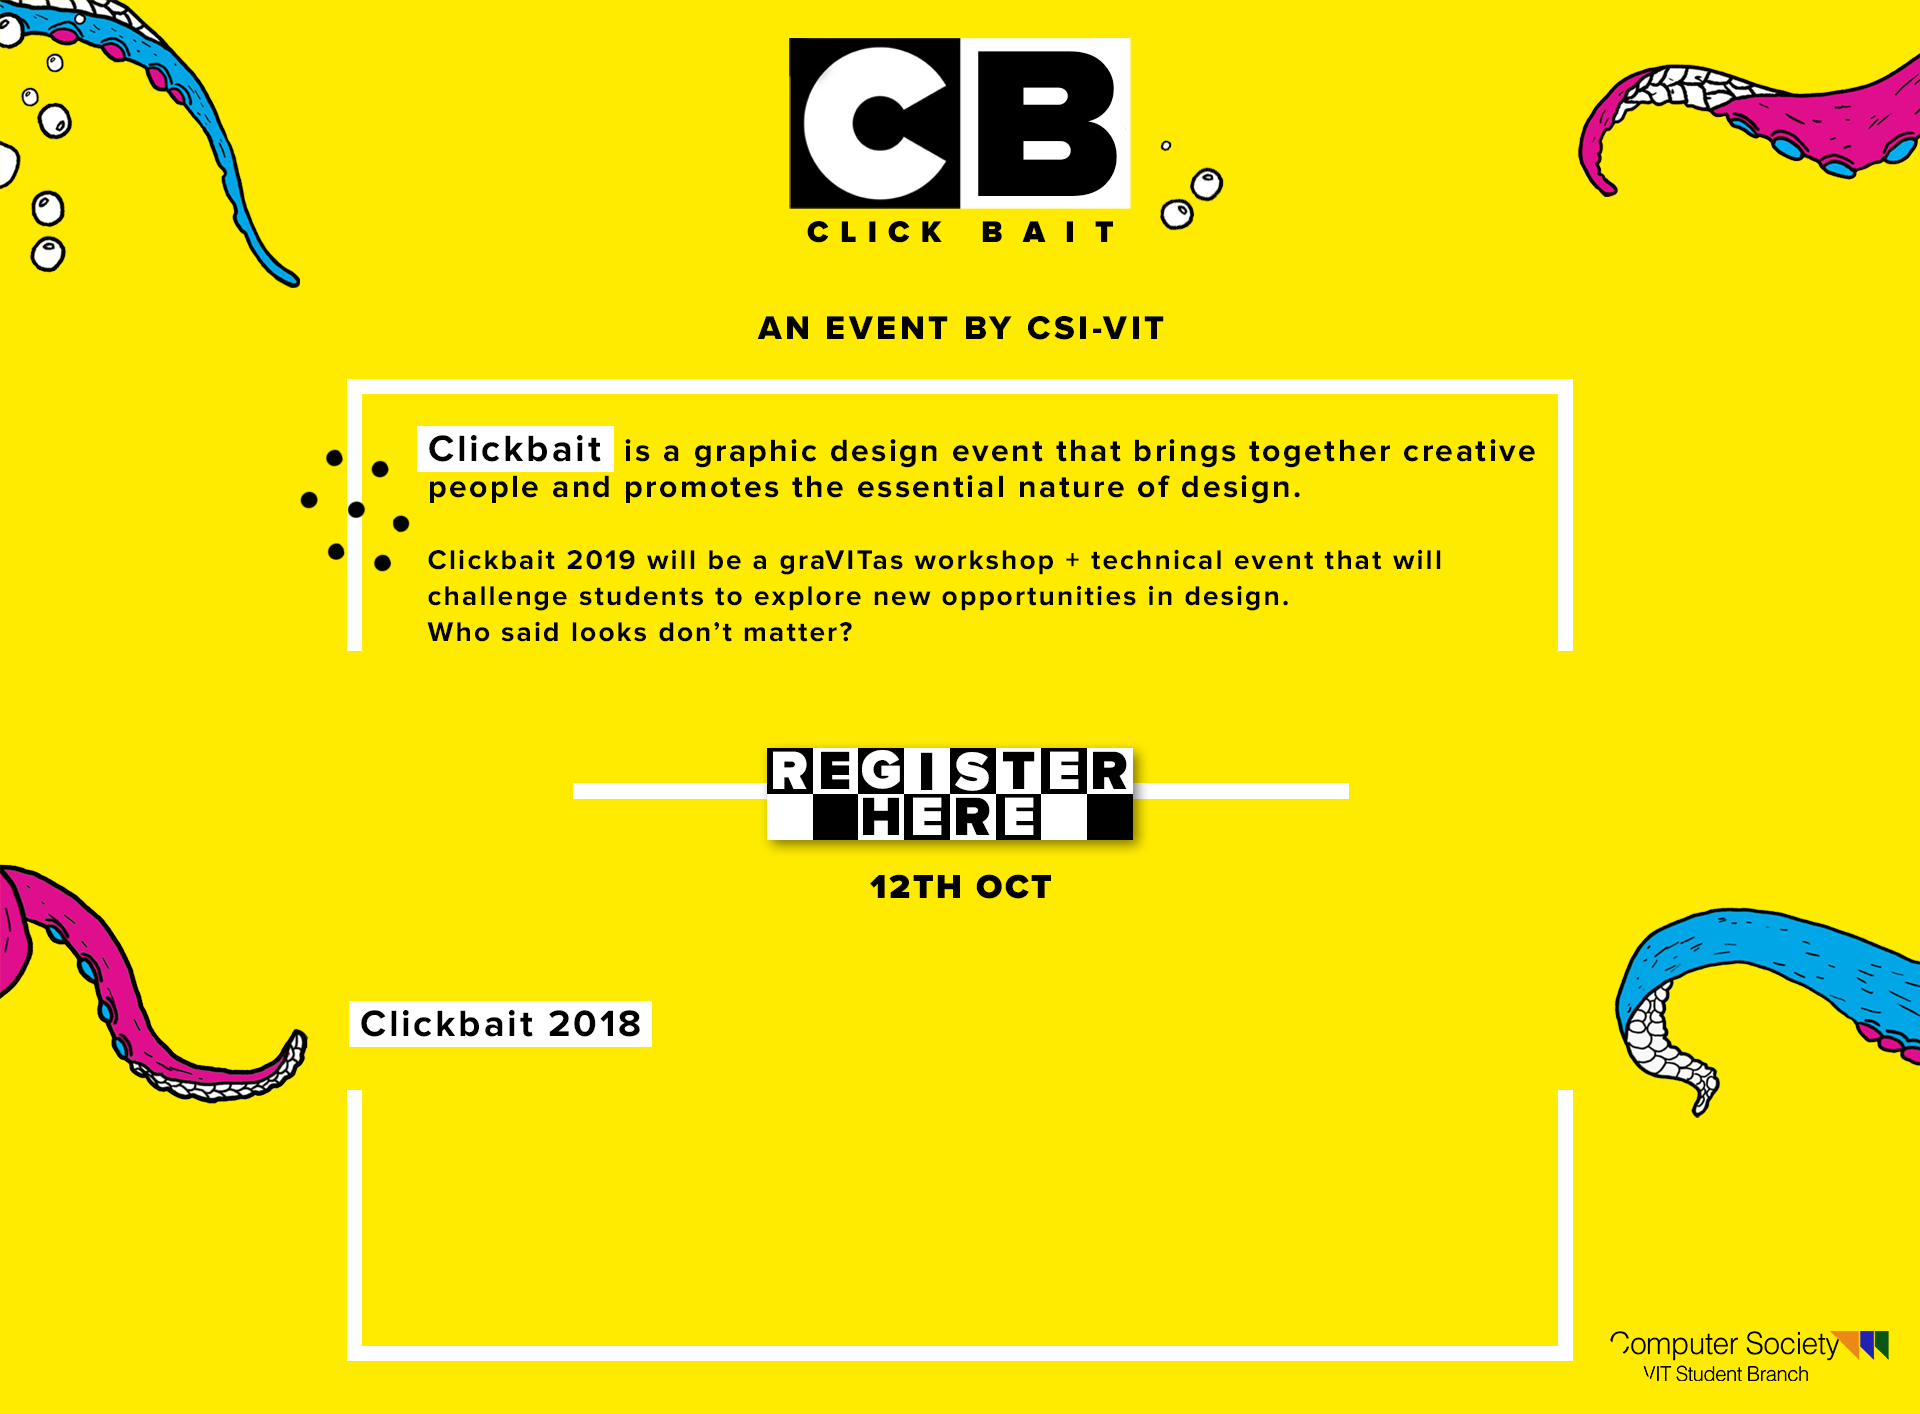 CB
CLICK BAIT
AN EVENT BY CSI-VIT
Clickbait is a graphic design event that brings together creative
people and promotes the essential nature of design.
Clickbait 2019 will be a graVITas workshop + technical event that will
challenge students to explore new opportunities in design.
Who said looks don’t matter?
REGISTER
HERE
12TH OCT
Clickbait 2018
Computer Society
VIT Student Branch